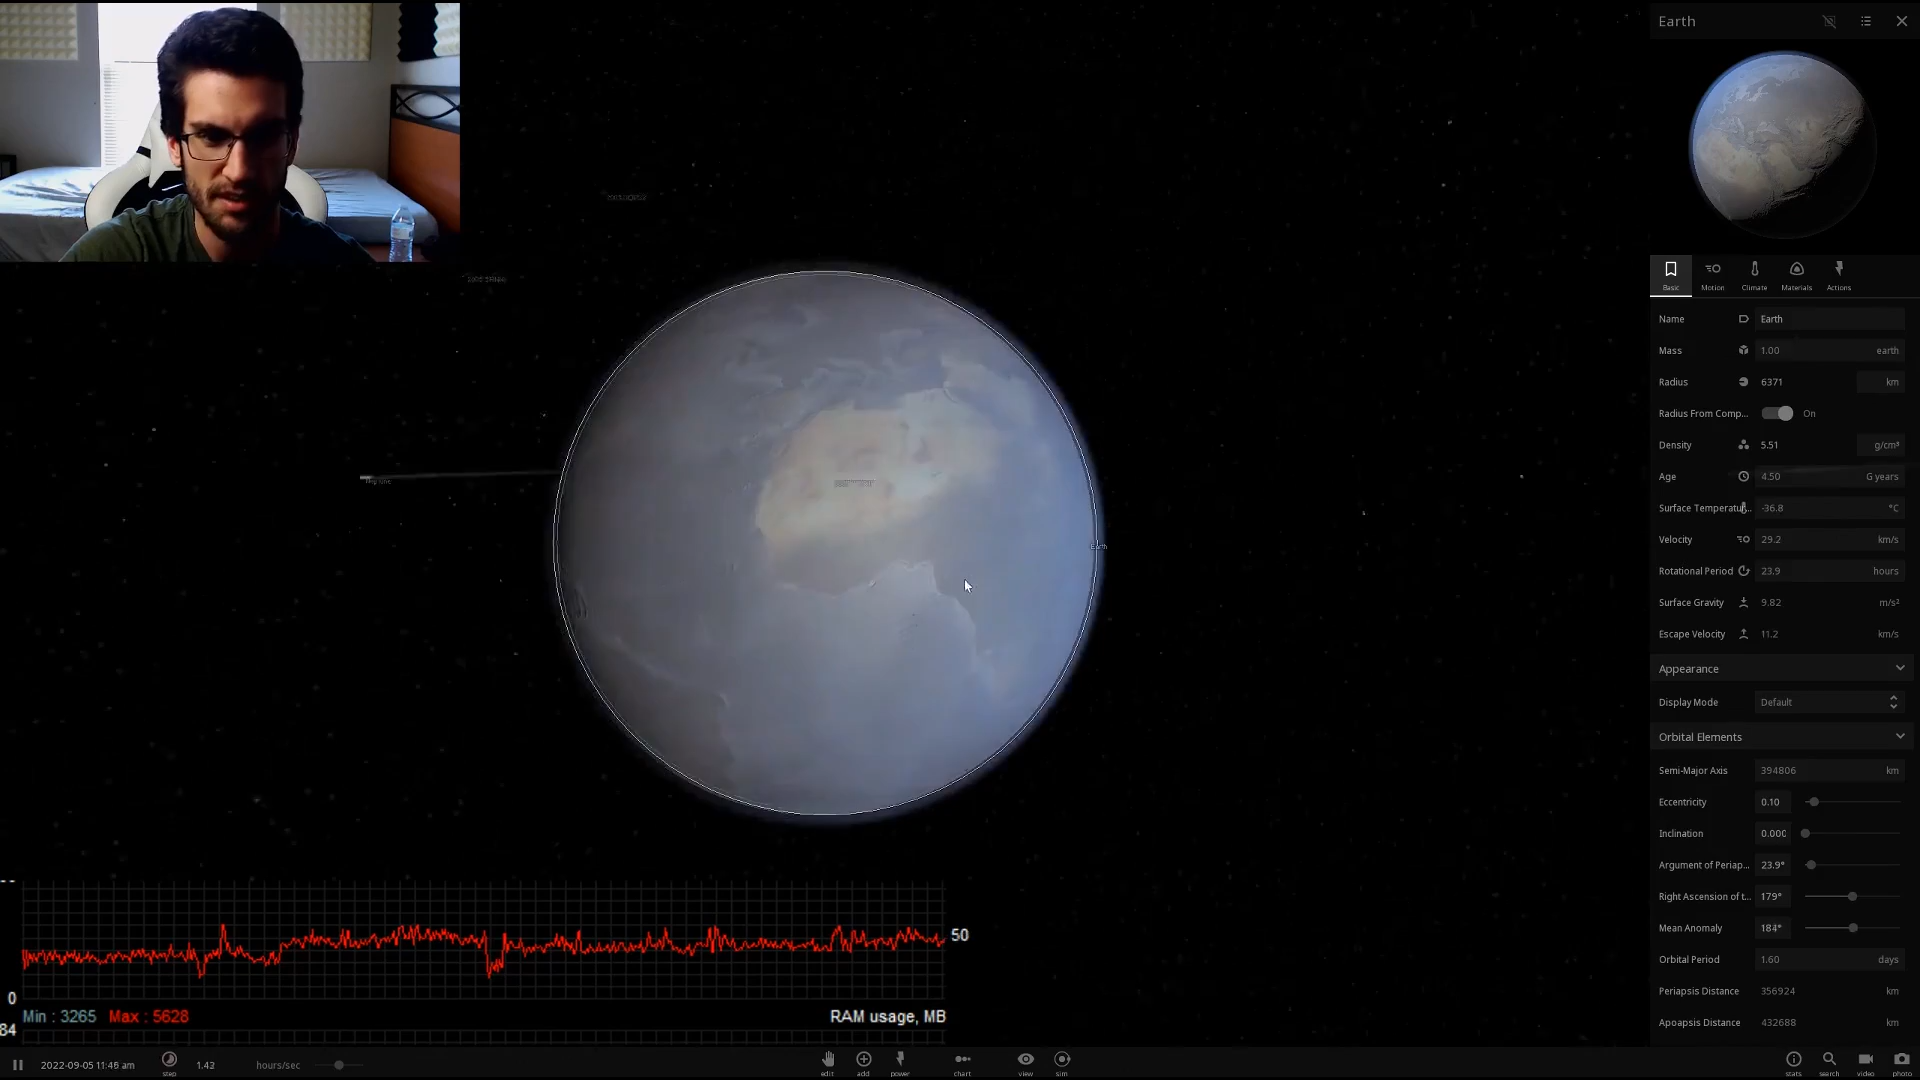 Earth
Basic
Motion
Climate
Materials
Actions
Name Earth
Mass 1.00 earth
Radius 6371 km
Radius From Comp... On
Density 5.51 g/cm³
Age 4.50 G years
Surface Temperatur... -36.8 °C
Velocity 29.2 km/s
Rotational Period 23.9 hours
Surface Gravity 9.82 m/s²
Escape Velocity 11.2 km/s
Appearance
Display Mode Default
Orbital Elements
Semi-Major Axis 394806 km
Eccentricity 0.10
Inclination 0.000
Argument of Periap... 23.9°
Right Ascension of t... 179°
Mean Anomaly 184°
Orbital Period 1.60 days
Periapsis Distance 356924 km
Apoapsis Distance 432688 km
Earth
50
0
Min : 3265 Max : 5628 RAM usage, MB
84
2022-09-05 11:46 am
step
1.43 hours/sec
edit
add
power
chart
view
sim
stats
search
video
photo